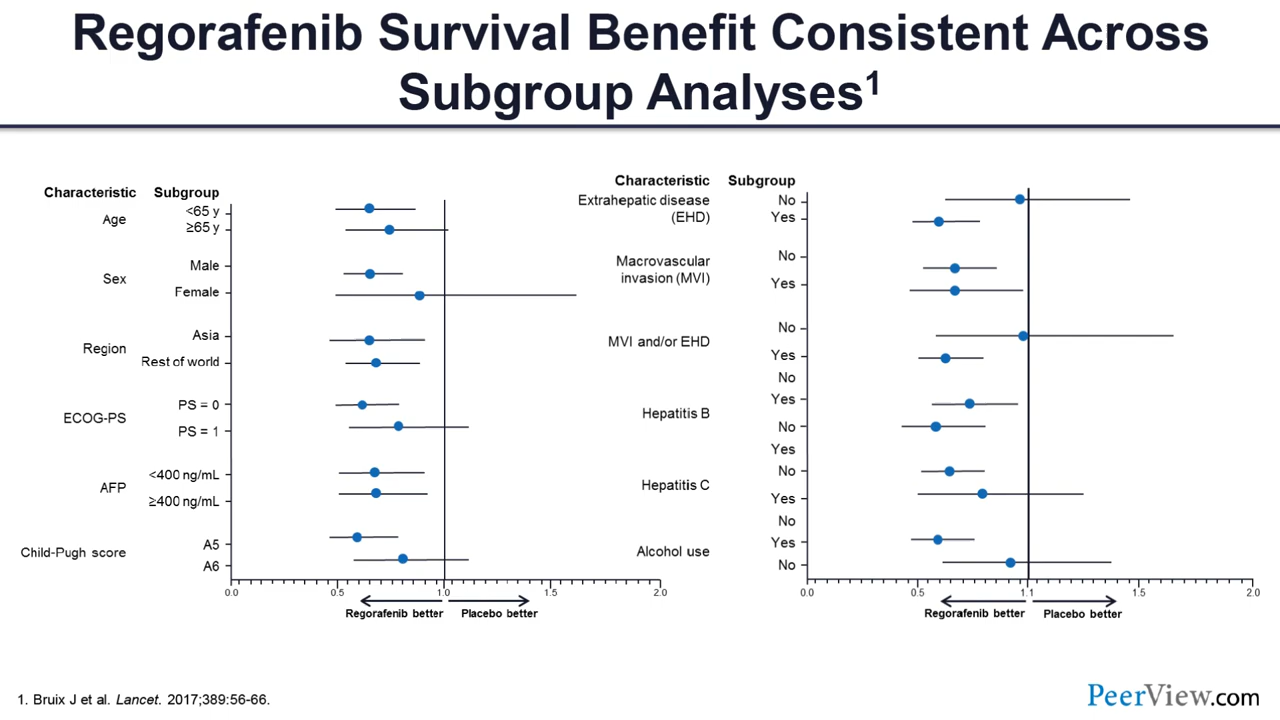 Regorafenib Survival Benefit Consistent Across
Subgroup Analyses1
Characteristic Subgroup
Age
<65 y
≥65 y
Sex
Male
Female
Region
Asia
Rest of world
ECOG-PS
PS = 0
PS = 1
AFP
<400 ng/mL
≥400 ng/mL
Child-Pugh score
A5
A6
0.0 0.5 1.0 1.5 2.0
Regorafenib better Placebo better
Characteristic Subgroup
Extrahepatic disease
(EHD)
No
Yes
Macrovascular
invasion (MVI)
No
Yes
MVI and/or EHD
No
Yes
No
Hepatitis B
Yes
No
Yes
Hepatitis C
No
Yes
No
Alcohol use
Yes
No
0.0 0.5 1.1 1.5 2.0
Regorafenib better Placebo better
1. Bruix J et al. Lancet. 2017;389:56-66.
PeerView.com